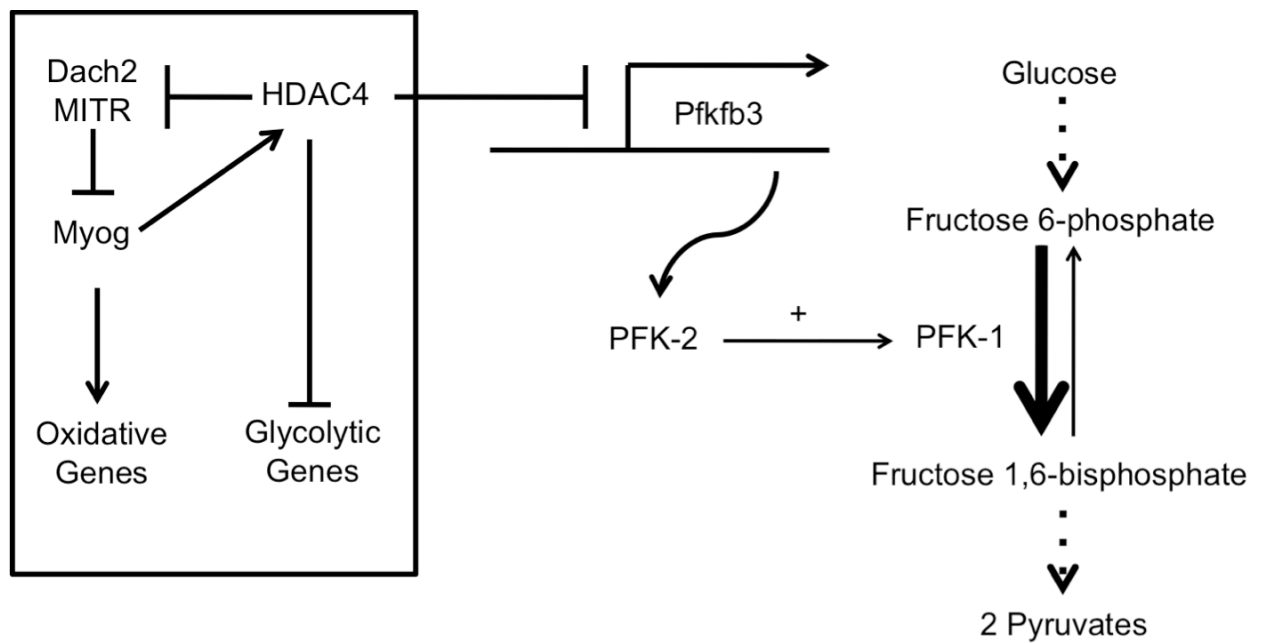 Dach2
MITR
HDAC4
Myog
Oxidative
Genes
Glycolytic
Genes
Pfkfb3
PFK-2
+
PFK-1
Glucose
Fructose 6-phosphate
Fructose 1,6-bisphosphate
2 Pyruvates